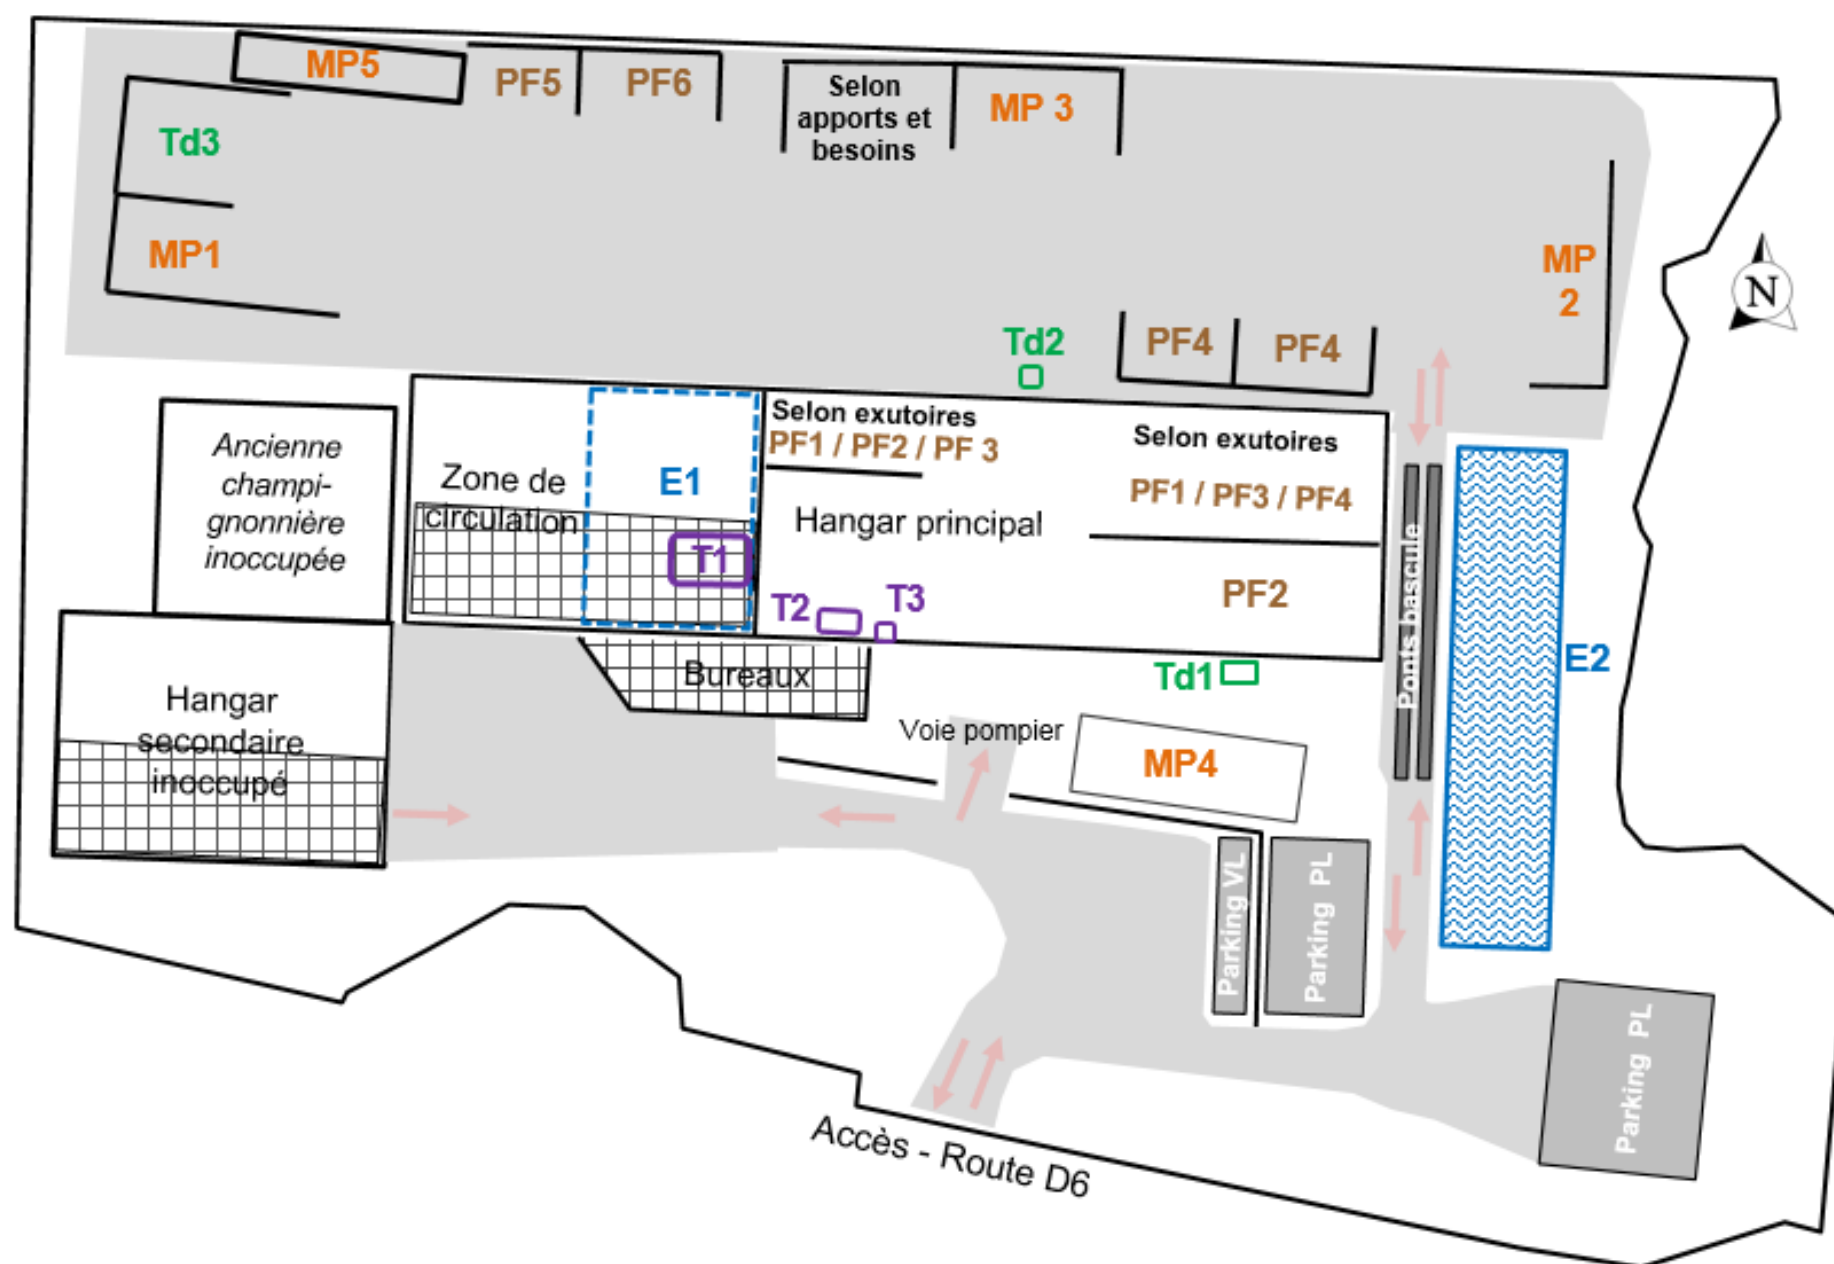 MP5
PF5
PF6
Selon
apports et
besoins
MP 3
Td3
MP1
MP
2
Td2
PF4
PF4
N
Ancienne
champi-
gnonnière
inoccupée
Zone de
circulation
E1
T1
Selon exutoires
PF1 / PF2 / PF 3
Hangar principal
Selon exutoires
PF1 / PF3 / PF4
PF2
T2
T3
Ponts bascule
E2
Hangar
secondaire
inoccupé
Bureaux
Td1
Voie pompier
MP4
Parking VL
Parking PL
Parking PL
Accès - Route D6